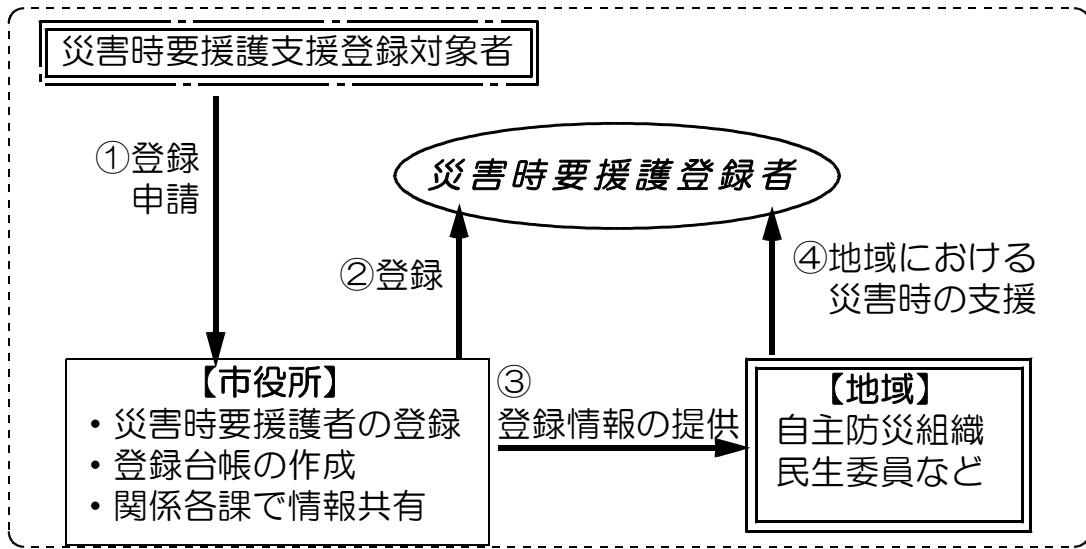 災害時要援護支援登録対象者
①登録
申請
災害時要援護登録者
②登録
④地域における
災害時の支援
【市役所】
・災害時要援護者の登録
・登録台帳の作成
・関係各課で情報共有
③
登録情報の提供
【地域】
自主防災組織
民生委員など